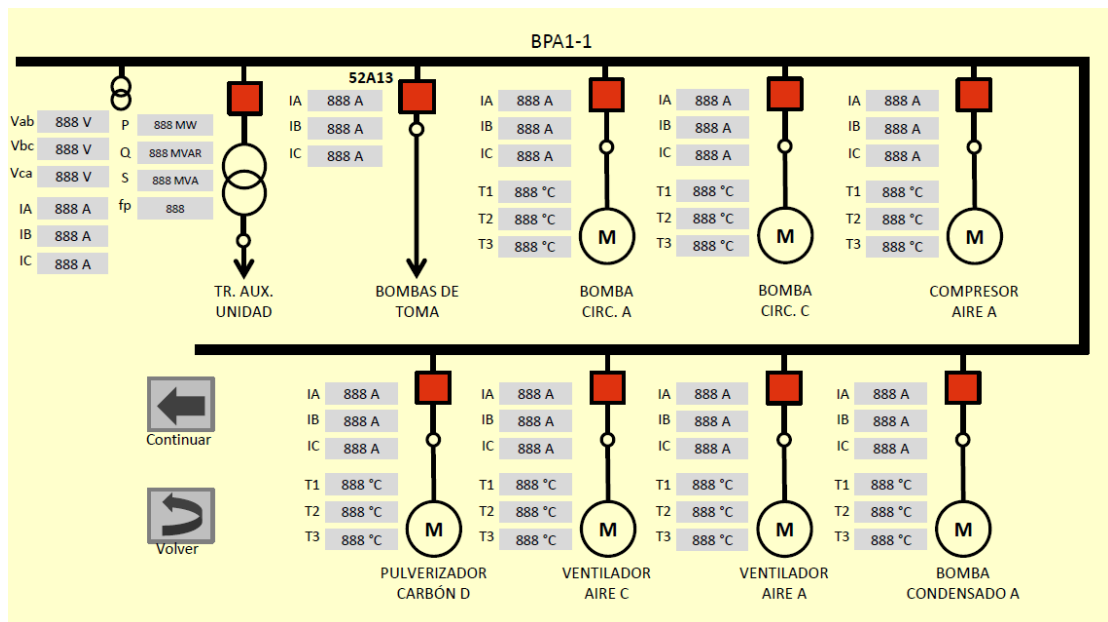 BPA1-1
52A13
Vab 888 V
Vbc 888 V
Vca 888 V
IA 888 A
IB 888 A
IC 888 A
P 888 MW
Q 888 MVAR
S 888 MVA
fp 888
TR. AUX.
UNIDAD
IA 888 A
IB 888 A
IC 888 A
BOMBAS DE
TOMA
IA 888 A
IB 888 A
IC 888 A
T1 888 °C
T2 888 °C
T3 888 °C
M
BOMBA
CIRC. A
IA 888 A
IB 888 A
IC 888 A
T1 888 °C
T2 888 °C
T3 888 °C
M
BOMBA
CIRC. C
IA 888 A
IB 888 A
IC 888 A
T1 888 °C
T2 888 °C
T3 888 °C
M
COMPRESOR
AIRE A
Continuar
Volver
IA 888 A
IB 888 A
IC 888 A
T1 888 °C
T2 888 °C
T3 888 °C
M
PULVERIZADOR
CARBÓN D
IA 888 A
IB 888 A
IC 888 A
T1 888 °C
T2 888 °C
T3 888 °C
M
VENTILADOR
AIRE C
IA 888 A
IB 888 A
IC 888 A
T1 888 °C
T2 888 °C
T3 888 °C
M
VENTILADOR
AIRE A
IA 888 A
IB 888 A
IC 888 A
T1 888 °C
T2 888 °C
T3 888 °C
M
BOMBA
CONDENSADO A